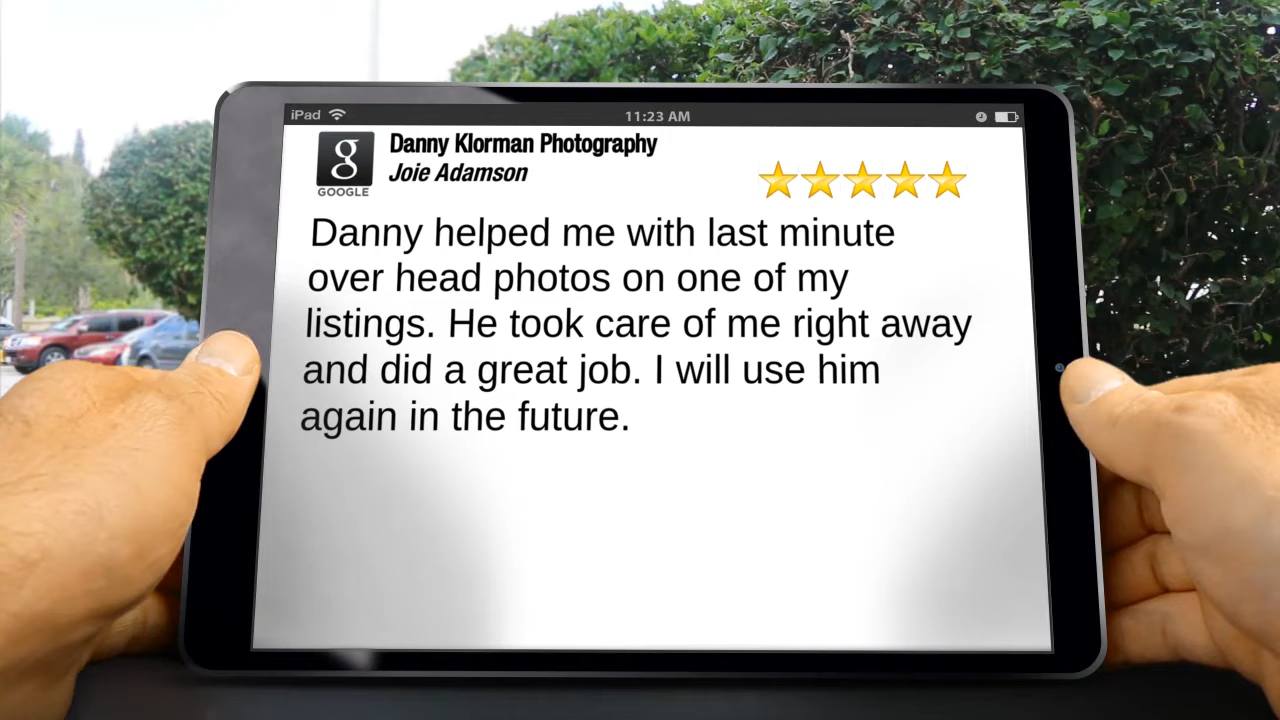 iPad 11:23 AM
g
GOOGLE
Danny Klorman Photography
Joie Adamson
Danny helped me with last minute
over head photos on one of my
listings. He took care of me right away
and did a great job. I will use him
again in the future.